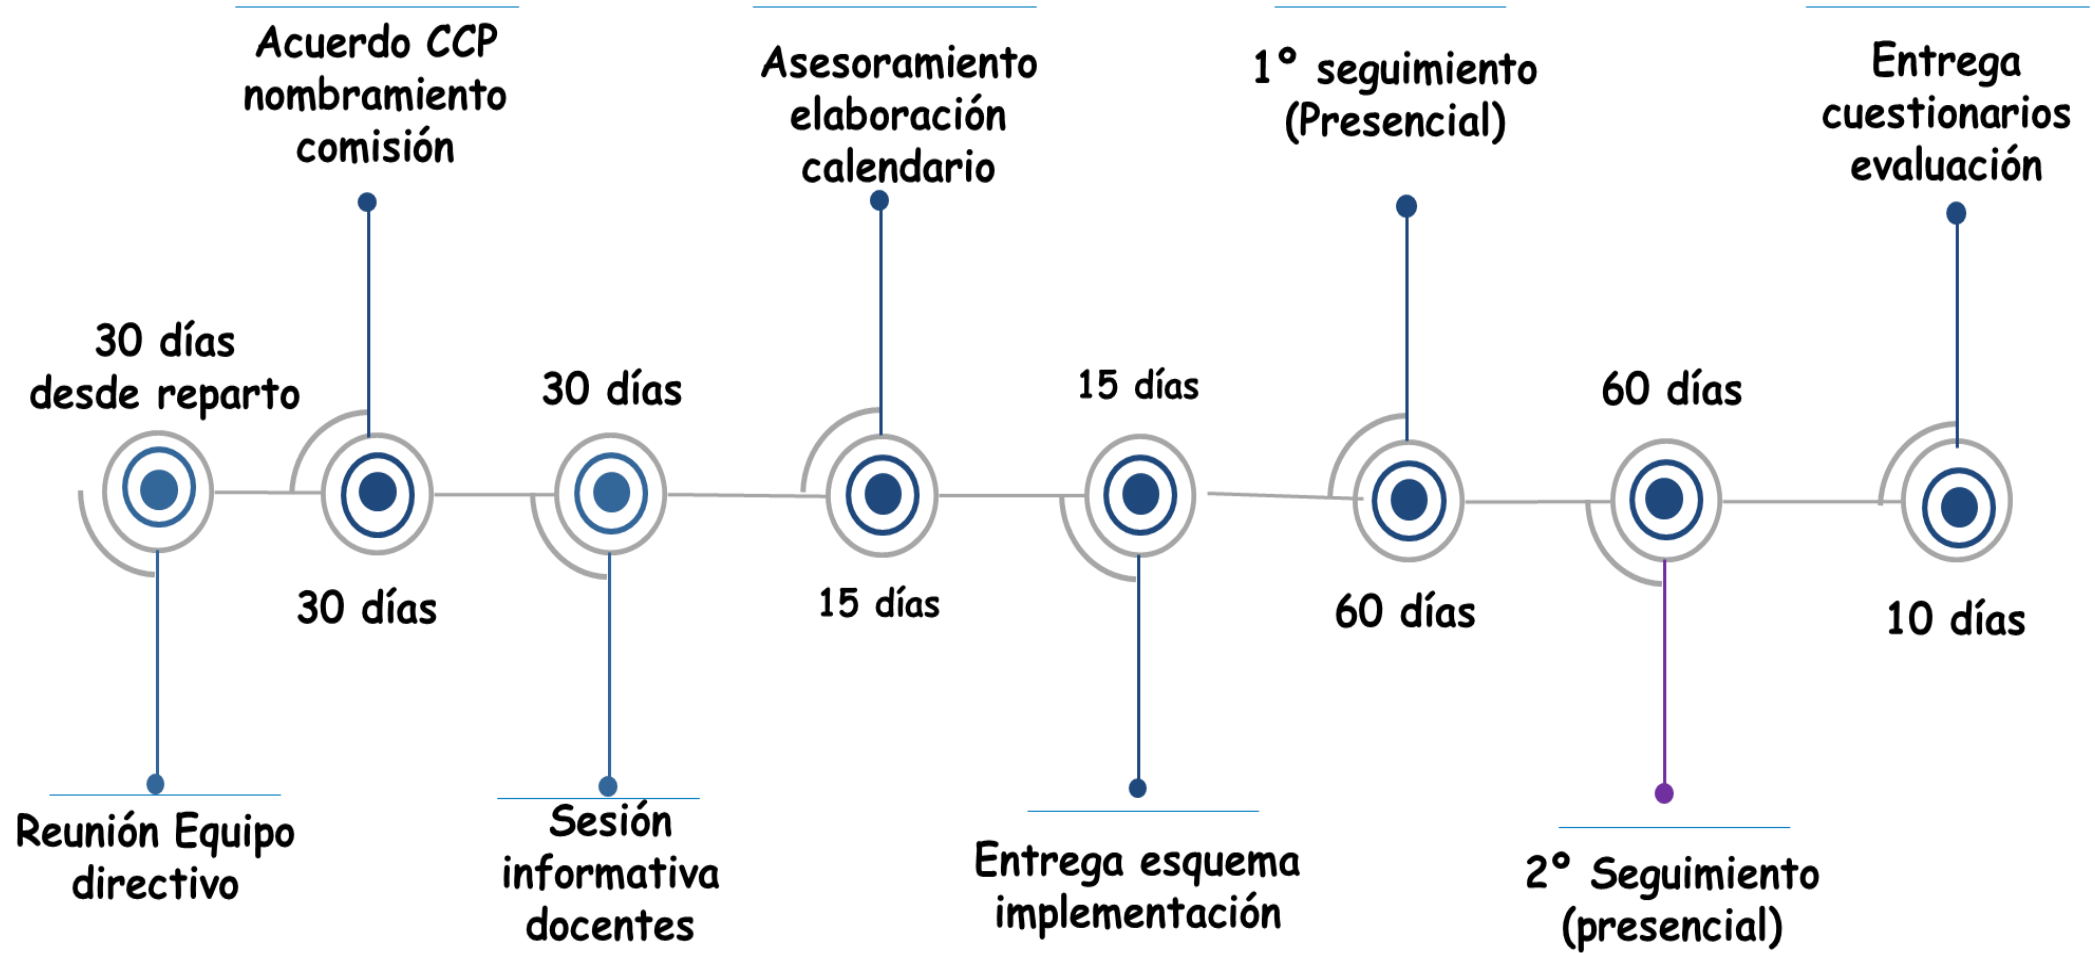 Acuerdo CCP
nombramiento
comisión
Asesoramiento
elaboración
calendario
1º seguimiento
(Presencial)
Entrega
cuestionarios
evaluación
30 días
desde reparto
30 días
15 días
60 días
30 días
15 días
60 días
10 días
Reunión Equipo
directivo
Sesión
informativa
docentes
Entrega esquema
implementación
2º Seguimiento
(presencial)